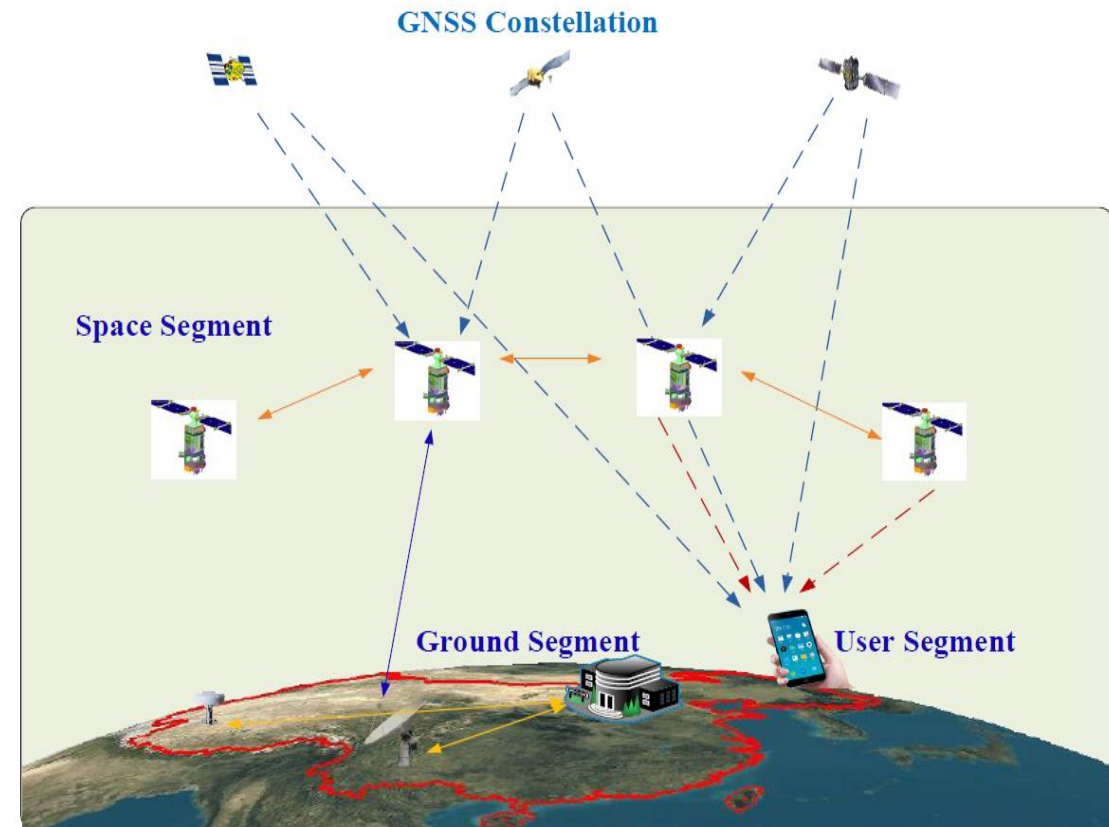 GNSS Constellation
Space Segment
Ground Segment
User Segment